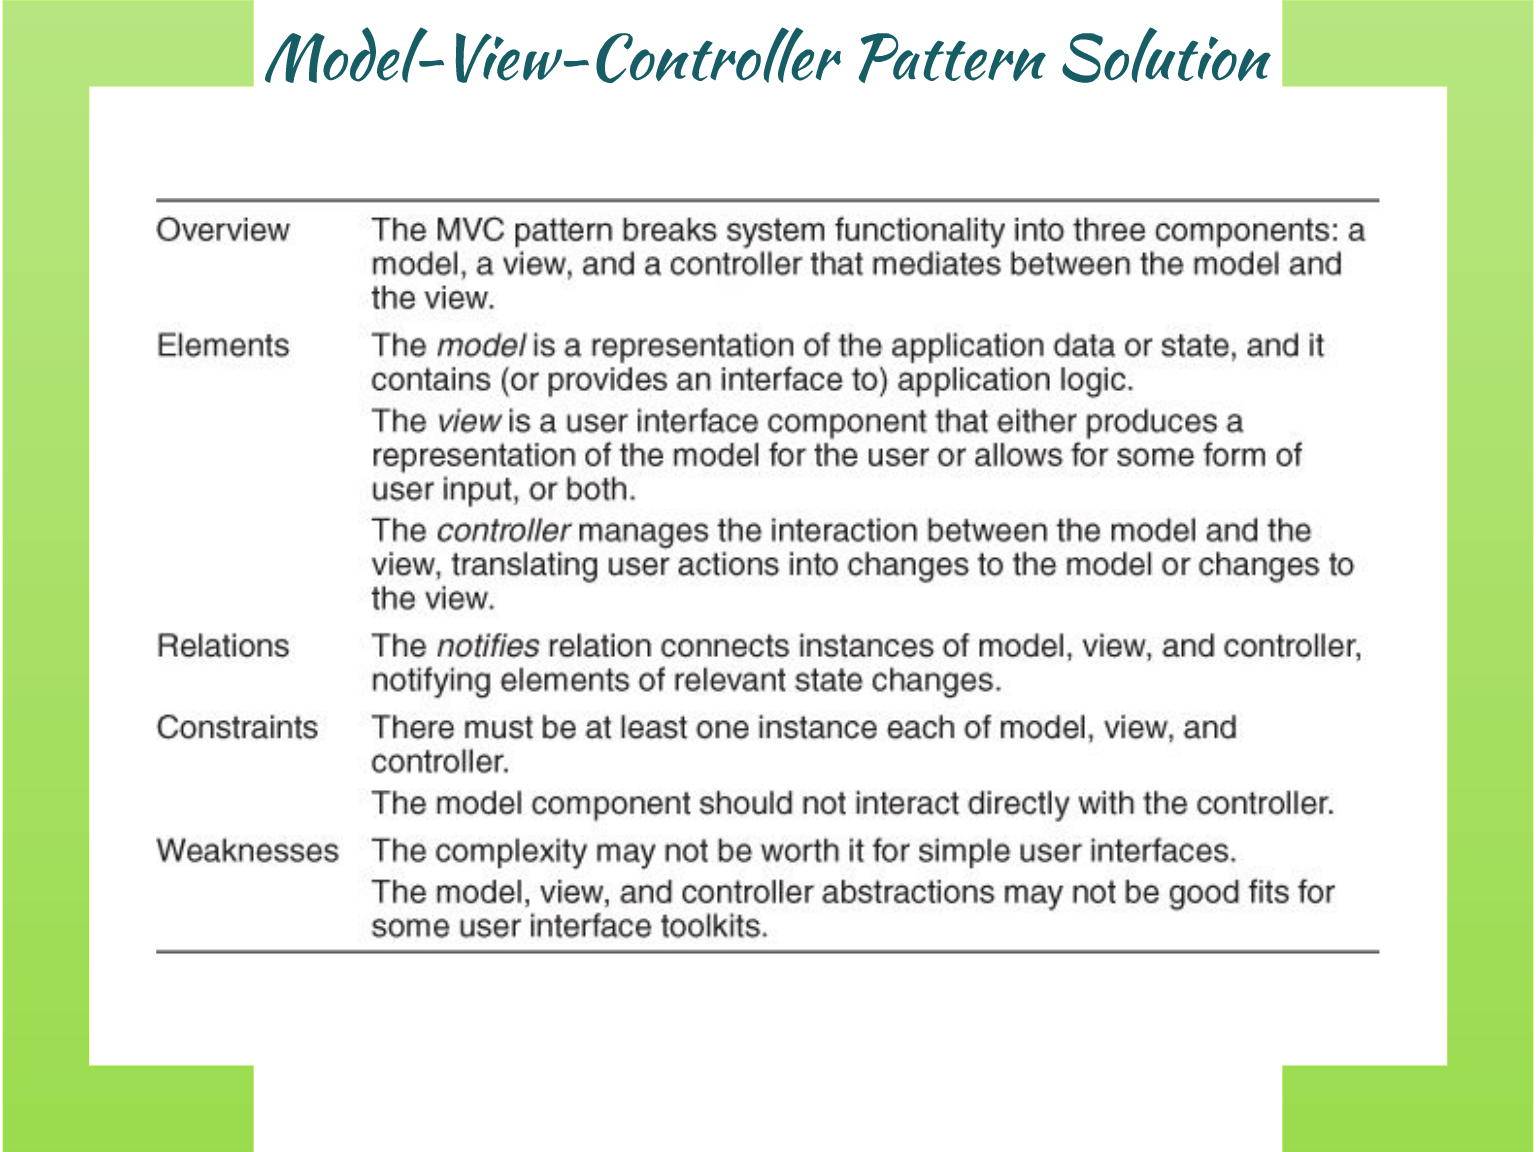 Model-View-Controller Pattern Solution
Overview The MVC pattern breaks system functionality into three components: a
model, a view, and a controller that mediates between the model and
the view.
Elements The model is a representation of the application data or state, and it
contains (or provides an interface to) application logic.
The view is a user interface component that either produces a
representation of the model for the user or allows for some form of
user input, or both.
The controller manages the interaction between the model and the
view, translating user actions into changes to the model or changes to
the view.
Relations The notifies relation connects instances of model, view, and controller,
notifying elements of relevant state changes.
Constraints There must be at least one instance each of model, view, and
controller.
The model component should not interact directly with the controller.
Weaknesses The complexity may not be worth it for simple user interfaces.
The model, view, and controller abstractions may not be good fits for
some user interface toolkits.